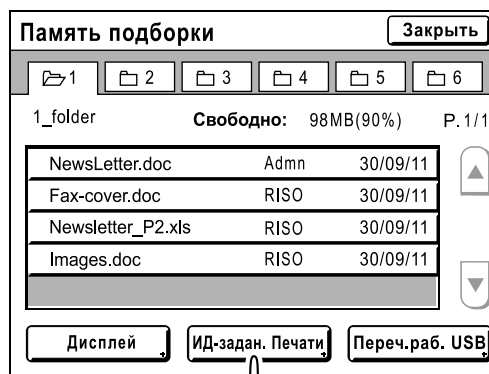 Память подборки Закрыть
1 2 3 4 5 6
1_folder Свободно: 98MB(90%) P.1/1
NewsLetter.doc Admn 30/09/11
Fax-cover.doc RISO 30/09/11
Newsletter_P2.xls RISO 30/09/11
Images.doc RISO 30/09/11
Дисплей ИД-задан. Печати Переч.раб. USB